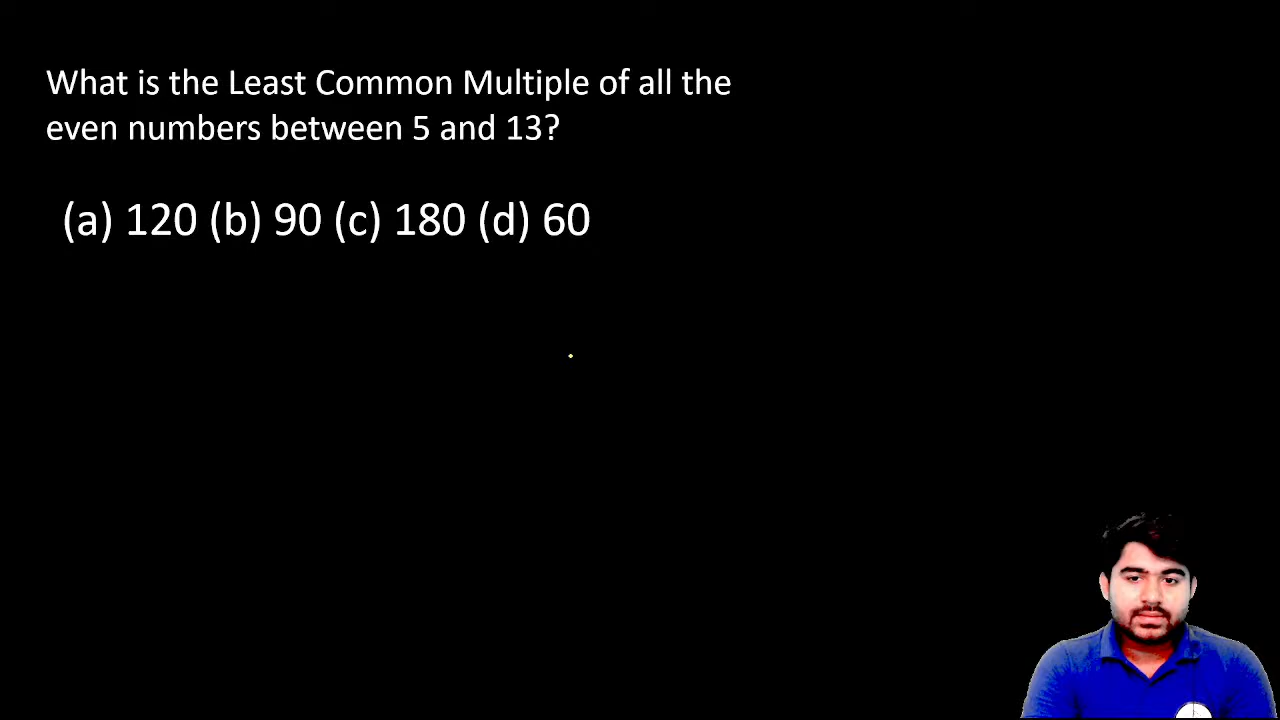 What is the Least Common Multiple of all the
even numbers between 5 and 13?
(a) 120 (b) 90 (c) 180 (d) 60